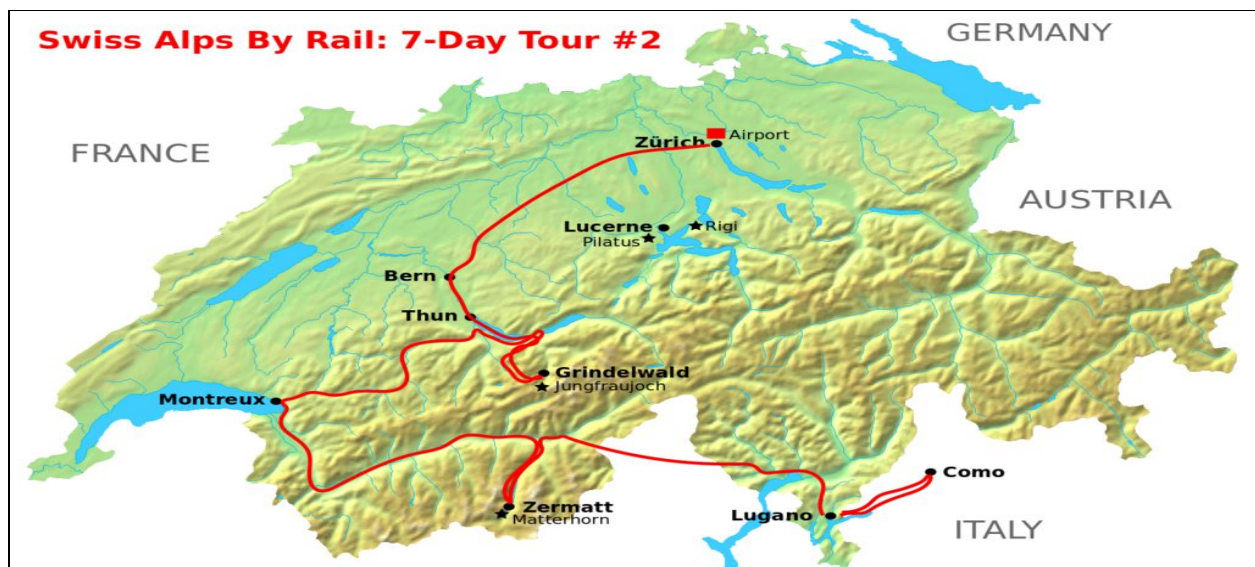 Swiss Alps By Rail: 7-Day Tour #2
GERMANY
FRANCE
Zürich
Airport
AUSTRIA
Lucerne
Rigi
Pilatus
Bern
Thun
Grindelwald
Jungfraujoch
Montreux
Como
Zermatt
Matterhorn
Lugano
ITALY